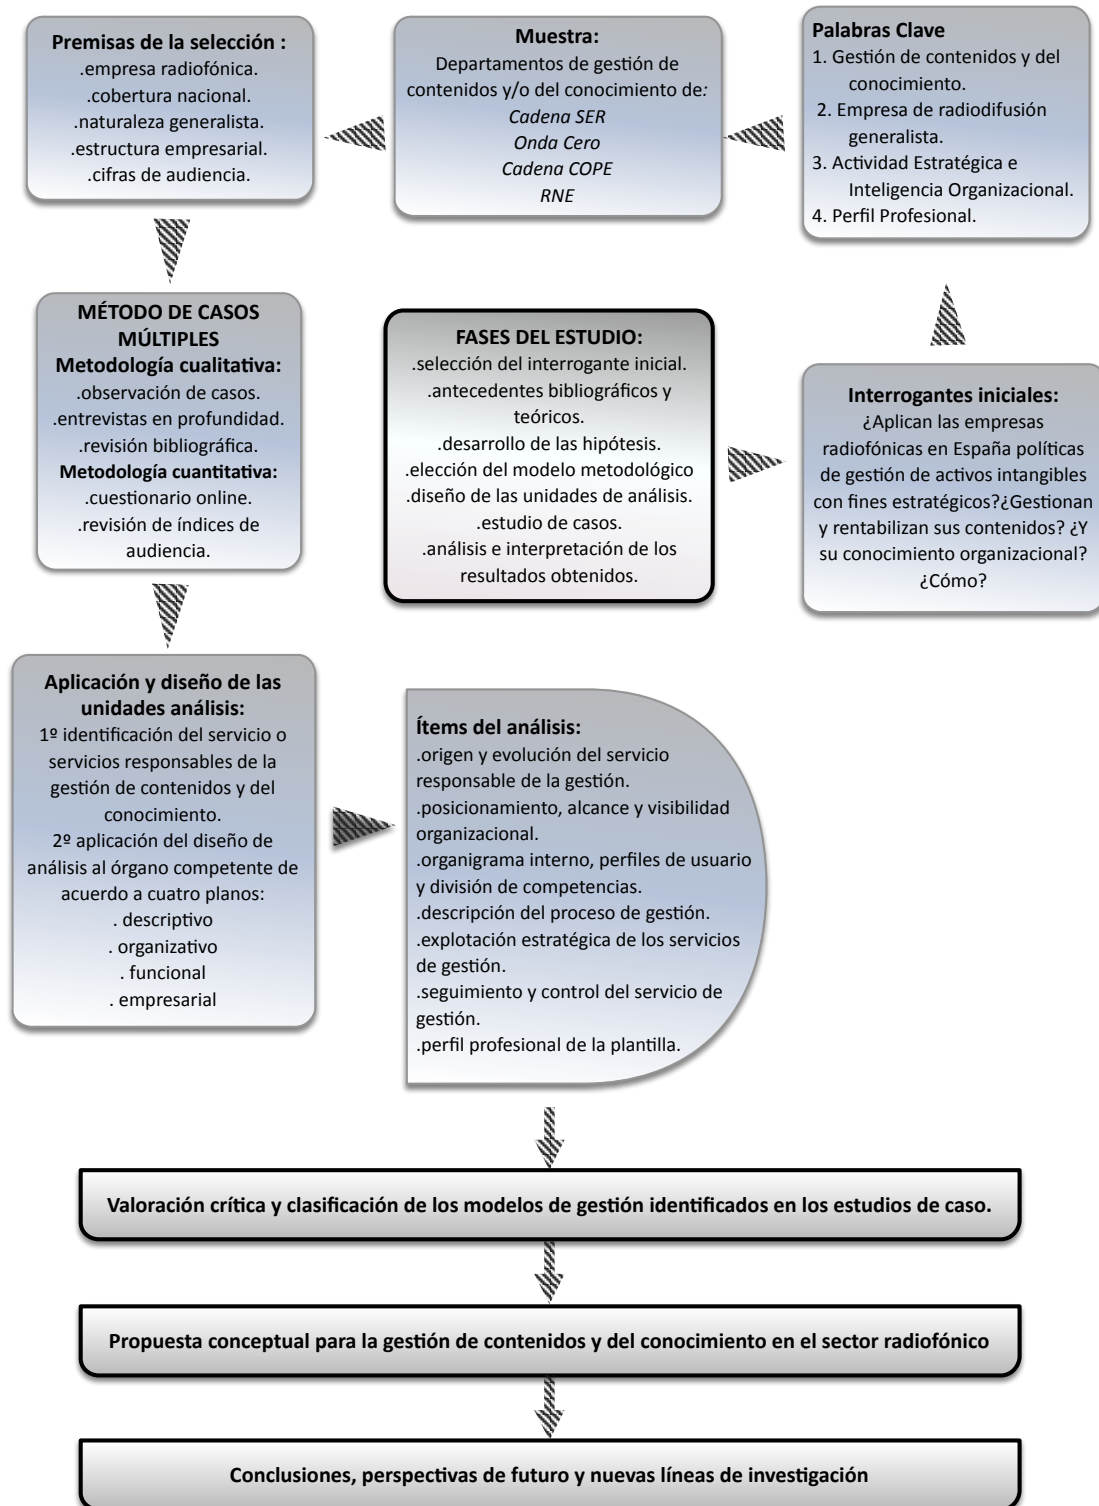 Premisas de la selección :
.empresa radiofónica.
.cobertura nacional.
.naturaleza generalista.
.estructura empresarial.
.cifras de audiencia.
Muestra:
Departamentos de gestión de
contenidos y/o del conocimiento de:
Cadena SER
Onda Cero
Cadena COPE
RNE
Palabras Clave
1. Gestión de contenidos y del
conocimiento.
2. Empresa de radiodifusión
generalista.
3. Actividad Estratégica e
Inteligencia Organizacional.
4. Perfil Profesional.
MÉTODO DE CASOS
MÚLTIPLES
Metodología cualitativa:
.observación de casos.
.entrevistas en profundidad.
.revisión bibliográfica.
Metodología cuantitativa:
.cuestionario online.
.revisión de índices de
audiencia.
FASES DEL ESTUDIO:
.selección del interrogante inicial.
.antecedentes bibliográficos y
teóricos.
.desarrollo de las hipótesis.
.elección del modelo metodológico
.diseño de las unidades de análisis.
.estudio de casos.
.análisis e interpretación de los
resultados obtenidos.
Interrogantes iniciales:
¿Aplican las empresas
radiofónicas en España políticas
de gestión de activos intangibles
con fines estratégicos?¿Gestionan
y rentabilizan sus contenidos? ¿Y
su conocimiento organizacional?
¿Cómo?
Aplicación y diseño de las
unidades análisis:
1º identificación del servicio o
servicios responsables de la
gestión de contenidos y del
conocimiento.
2º aplicación del diseño de
análisis al órgano competente de
acuerdo a cuatro planos:
. descriptivo
. organizativo
. funcional
. empresarial
Ítems del análisis:
.origen y evolución del servicio
responsable de la gestión.
.posicionamiento, alcance y visibilidad
organizacional.
.organigrama interno, perfiles de usuario
y división de competencias.
.descripción del proceso de gestión.
.explotación estratégica de los servicios
de gestión.
.seguimiento y control del servicio de
gestión.
.perfil profesional de la plantilla.
Valoración crítica y clasificación de los modelos de gestión identificados en los estudios de caso.
Propuesta conceptual para la gestión de contenidos y del conocimiento en el sector radiofónico
Conclusiones, perspectivas de futuro y nuevas líneas de investigación